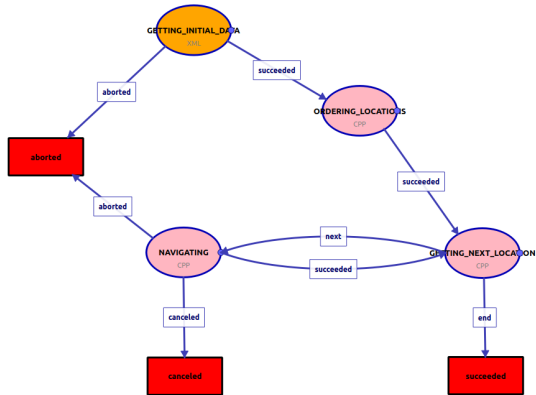 GETTING_INITIAL_DATA
XML
aborted
succeeded
ORDERING_LOCATIONS
CPP
aborted
succeeded
aborted
next
NAVIGATING
CPP
GETTING_NEXT_LOCATION
CPP
succeeded
canceled
end
canceled
succeeded